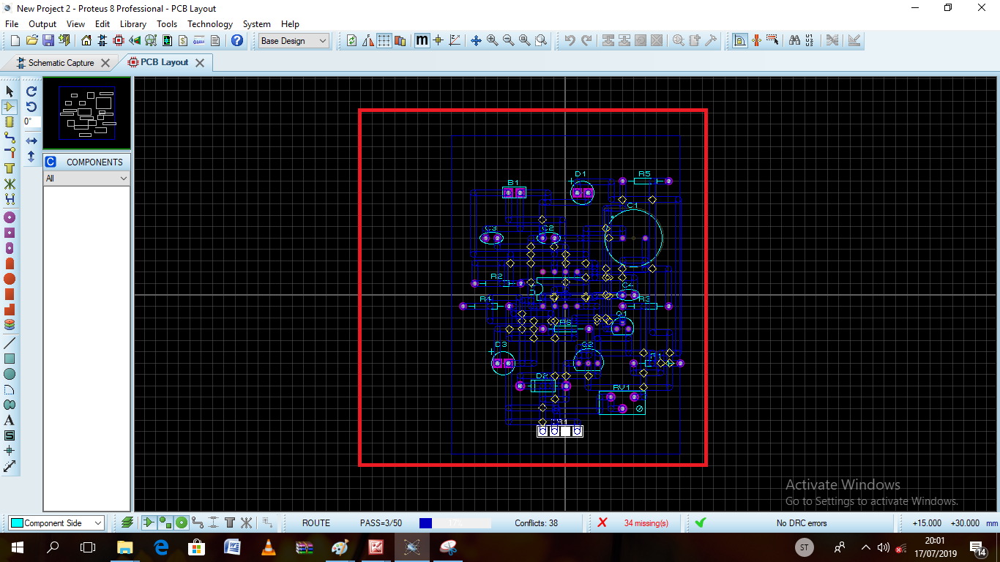 New Project 2 - Proteus 8 Professional - PCB Layout
File Output View Edit Library Tools Technology System Help
Base Design
Schematic Capture
PCB Layout
0°
C COMPONENTS
All
B1
D1
R5
C1
C3
C2
R2
C4
R4
R3
Q1
R6
D3
Q2
D2
RV1
Activate Windows
Go to Settings to activate Windows.
Component Side
ROUTE PASS=3/50 17% Conflicts: 38 34 missing(s) No DRC errors +15.000 +30.000 mm
ST
20:01
17/07/2019
14